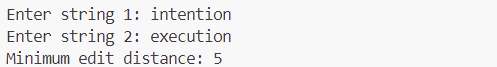 Enter string 1: intention
Enter string 2: execution
Minimum edit distance: 5